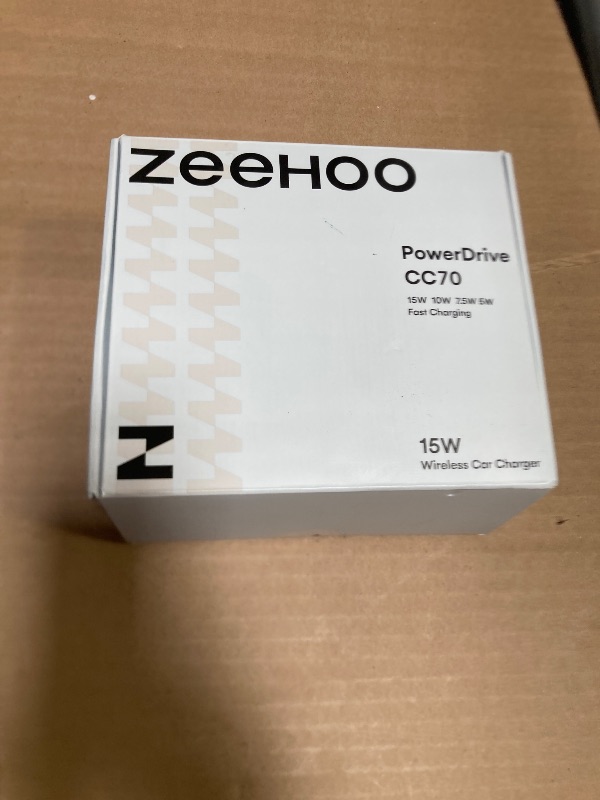 zeeHOO
PowerDrive
CC70
15W 10W 7.5W 5W
Fast Charging
15W
Wireless Car Charger